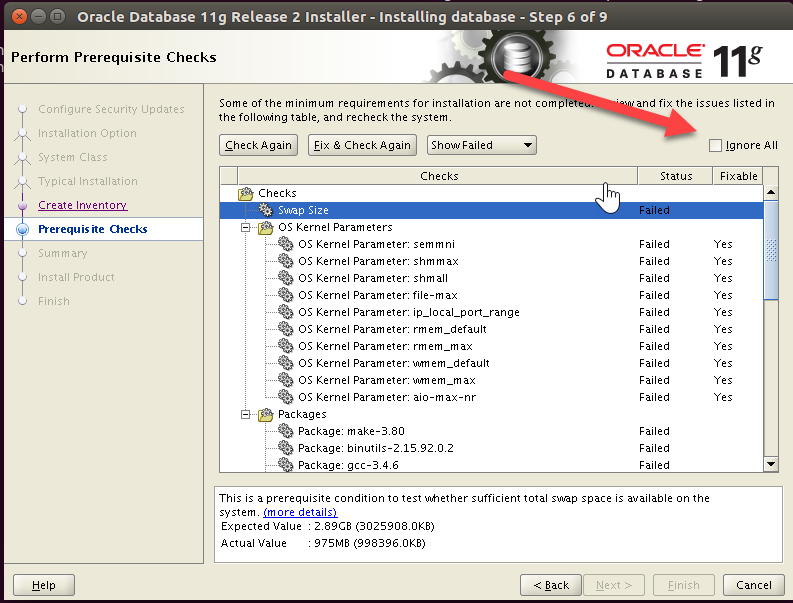 Oracle Database 11g Release 2 Installer - Installing database - Step 6 of 9
Perform Prerequisite Checks
ORACLE
DATABASE 11g
Configure Security Updates
Installation Option
System Class
Typical Installation
Create Inventory
Prerequisite Checks
Summary
Install Product
Finish
Some of the minimum requirements for installation are not completed. and fix the issues listed in
the following table, and recheck the system.
Check Again Fix & Check Again Show Failed Ignore All
Checks Status Fixable
Checks
Swap Size Failed
OS Kernel Parameters
OS Kernel Parameter: semmni Failed Yes
OS Kernel Parameter: shmmax Failed Yes
OS Kernel Parameter: shmall Failed Yes
OS Kernel Parameter: file-max Failed Yes
OS Kernel Parameter: ip_local_port_range Failed Yes
OS Kernel Parameter: rmem_default Failed Yes
OS Kernel Parameter: rmem_max Failed Yes
OS Kernel Parameter: wmem_default Failed Yes
OS Kernel Parameter: wmem_max Failed Yes
OS Kernel Parameter: aio-max-nr Failed Yes
Packages
Package: make-3.80 Failed
Package: binutils-2.15.92.0.2 Failed
Package: gcc-3.4.6 Failed
This is a prerequisite condition to test whether sufficient total swap space is available on the
system. (more details)
Expected Value : 2.89GB (3025908.0KB)
Actual Value : 975MB (998396.0KB)
Help < Back Next > Finish Cancel